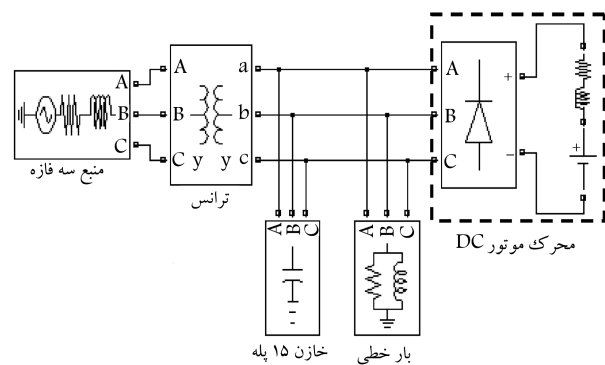 A
B
C
منبع سه فازه
A
B
C
y y
a
b
c
ترانس
A
B
C
خازن ۱۵ پله
A
B
C
بار خطی
A
B
C
+
−
محرک موتور DC